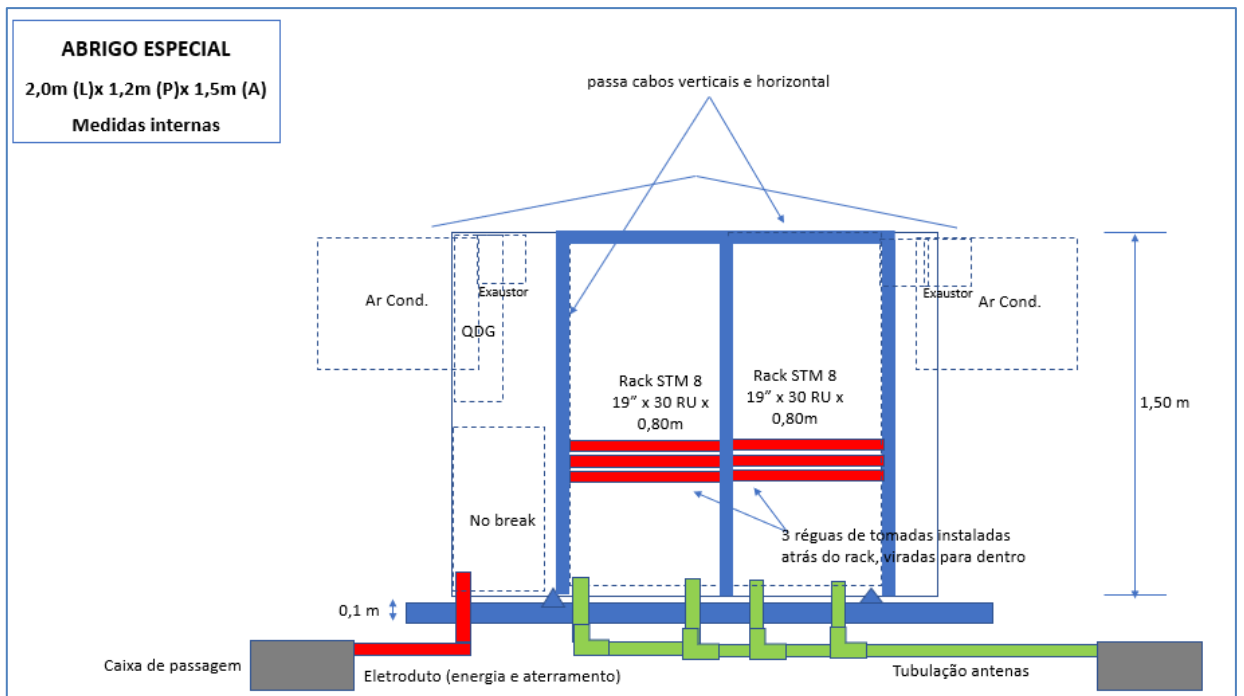 ABRIGO ESPECIAL
2,0m (L)x 1,2m (P)x 1,5m (A)
Medidas internas
passa cabos verticais e horizontal
Ar Cond.
Exaustor
QDG
Exaustor
Ar Cond.
Rack STM 8
19” x 30 RU x
0,80m
Rack STM 8
19” x 30 RU x
0,80m
1,50 m
No break
3 réguas de tomadas instaladas
atrás do rack, viradas para dentro
0,1 m
Caixa de passagem
Eletroduto (energia e aterramento)
Tubulação antenas